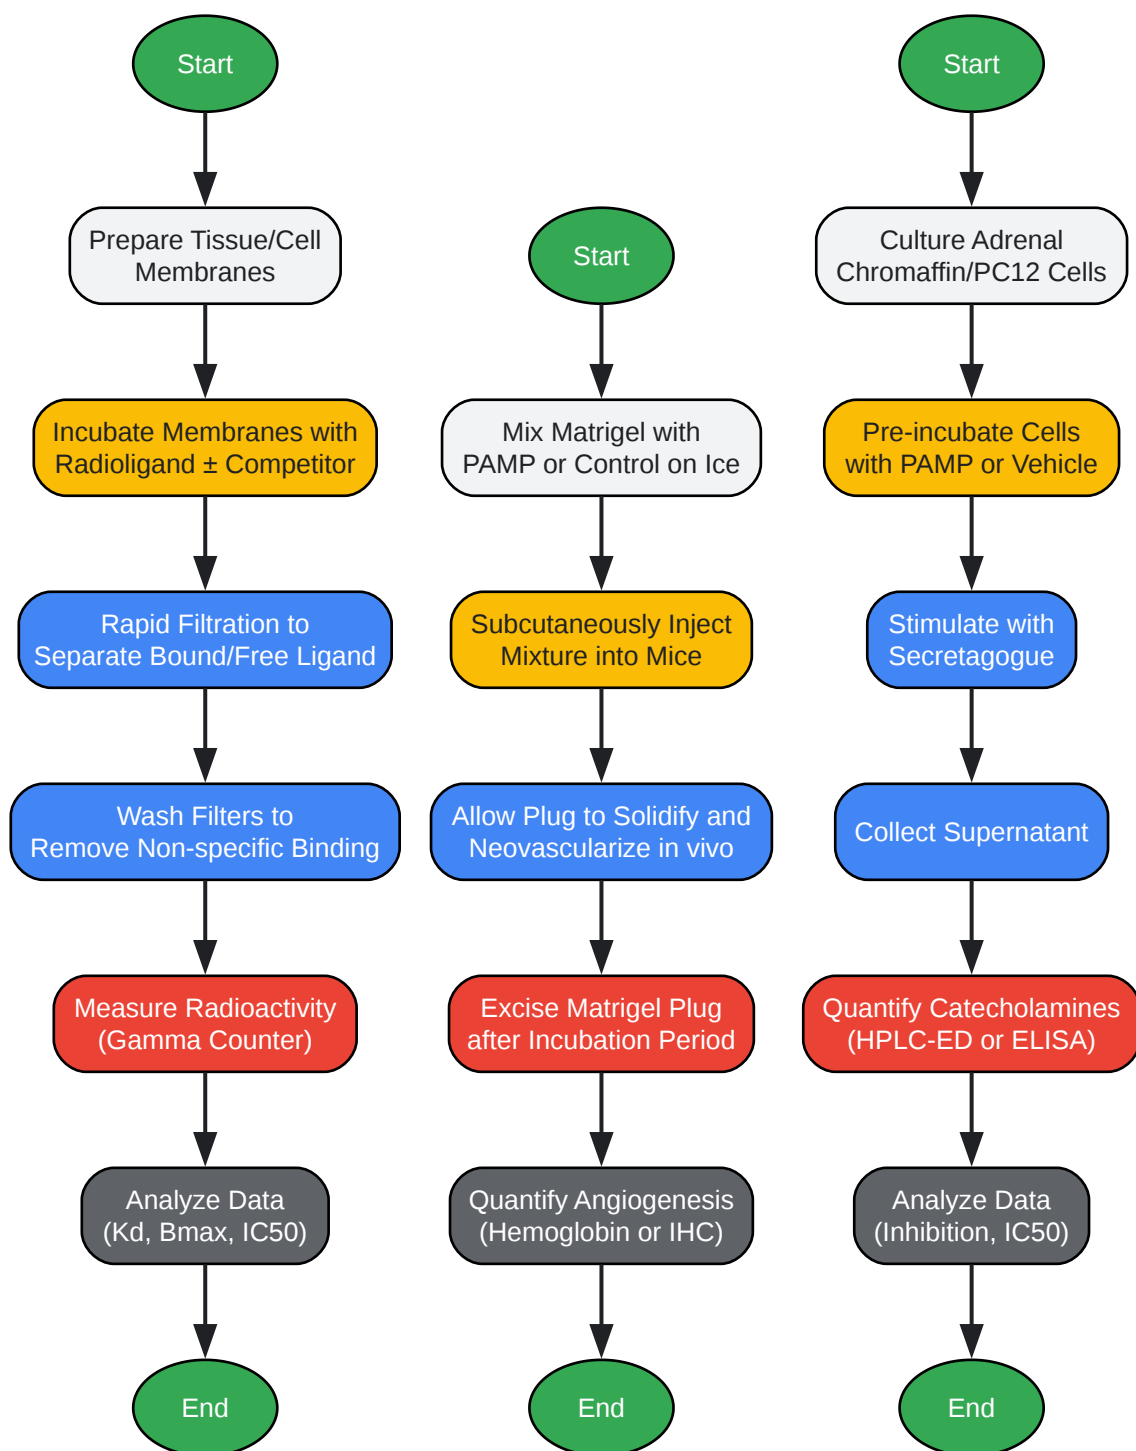 Start
Prepare Tissue/Cell
Membranes
Incubate Membranes with
Radioligand ± Competitor
Rapid Filtration to
Separate Bound/Free Ligand
Wash Filters to
Remove Non-specific Binding
Measure Radioactivity
(Gamma Counter)
Analyze Data
(Kd, Bmax, IC50)
End
Start
Mix Matrigel with
PAMP or Control on Ice
Subcutaneously Inject
Mixture into Mice
Allow Plug to Solidify and
Neovascularize in vivo
Excise Matrigel Plug
after Incubation Period
Quantify Angiogenesis
(Hemoglobin or IHC)
End
Start
Culture Adrenal
Chromaffin/PC12 Cells
Pre-incubate Cells
with PAMP or Vehicle
Stimulate with
Secretagogue
Collect Supernatant
Quantify Catecholamines
(HPLC-ED or ELISA)
Analyze Data
(Inhibition, IC50)
End